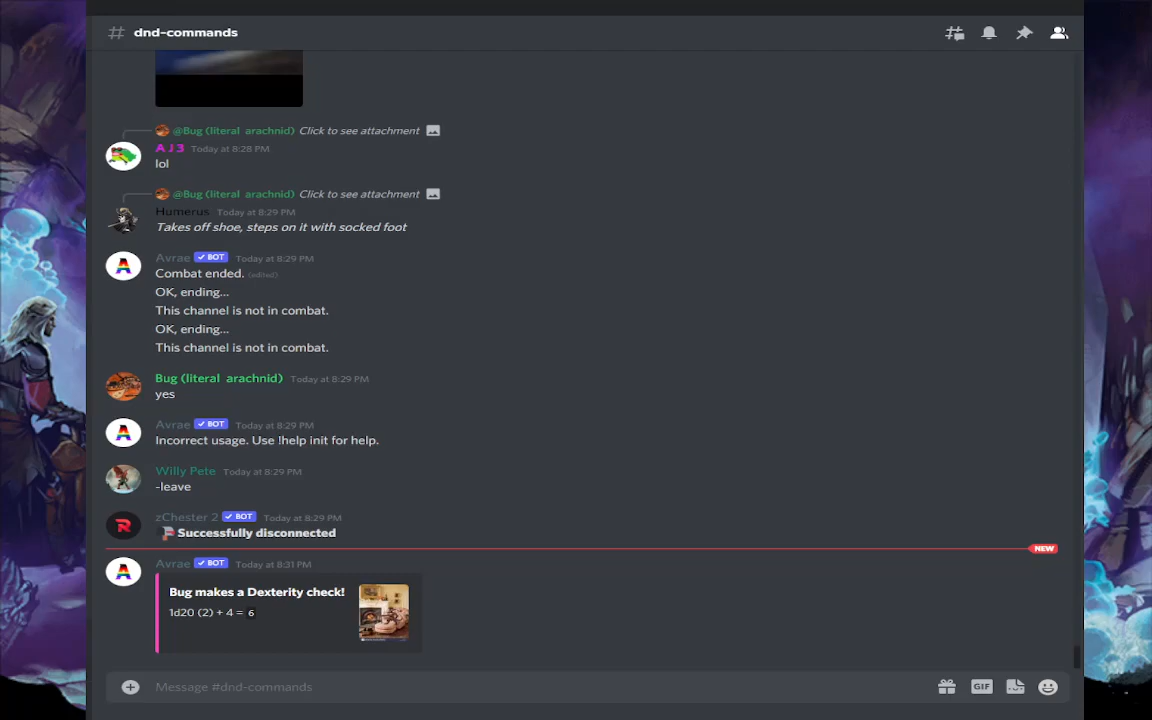 # dnd-commands
@Bug (literal arachnid) Click to see attachment
A J 3 Today at 8:28 PM
lol
@Bug (literal arachnid) Click to see attachment
Humerus Today at 8:29 PM
Takes off shoe, steps on it with socked foot
Avrae BOT Today at 8:29 PM
Combat ended. (edited)
OK, ending...
This channel is not in combat.
OK, ending...
This channel is not in combat.
Bug (literal arachnid) Today at 8:29 PM
yes
Avrae BOT Today at 8:29 PM
Incorrect usage. Use !help init for help.
Willy Pete Today at 8:29 PM
-leave
zChester 2 BOT Today at 8:29 PM
Successfully disconnected
NEW
Avrae BOT Today at 8:31 PM
Bug makes a Dexterity check!
1d20 (2) + 4 = 6
Message #dnd-commands
GIF